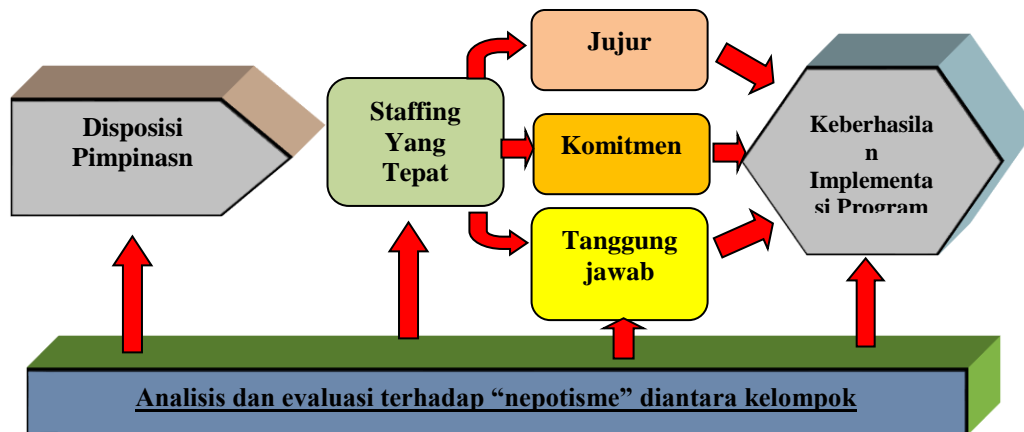 Disposisi
Pimpinasn
Staffing
Yang
Tepat
Jujur
Komitmen
Tanggung
jawab
Keberhasila
n
Implementa
si Program
Analisis dan evaluasi terhadap “nepotisme” diantara kelompok